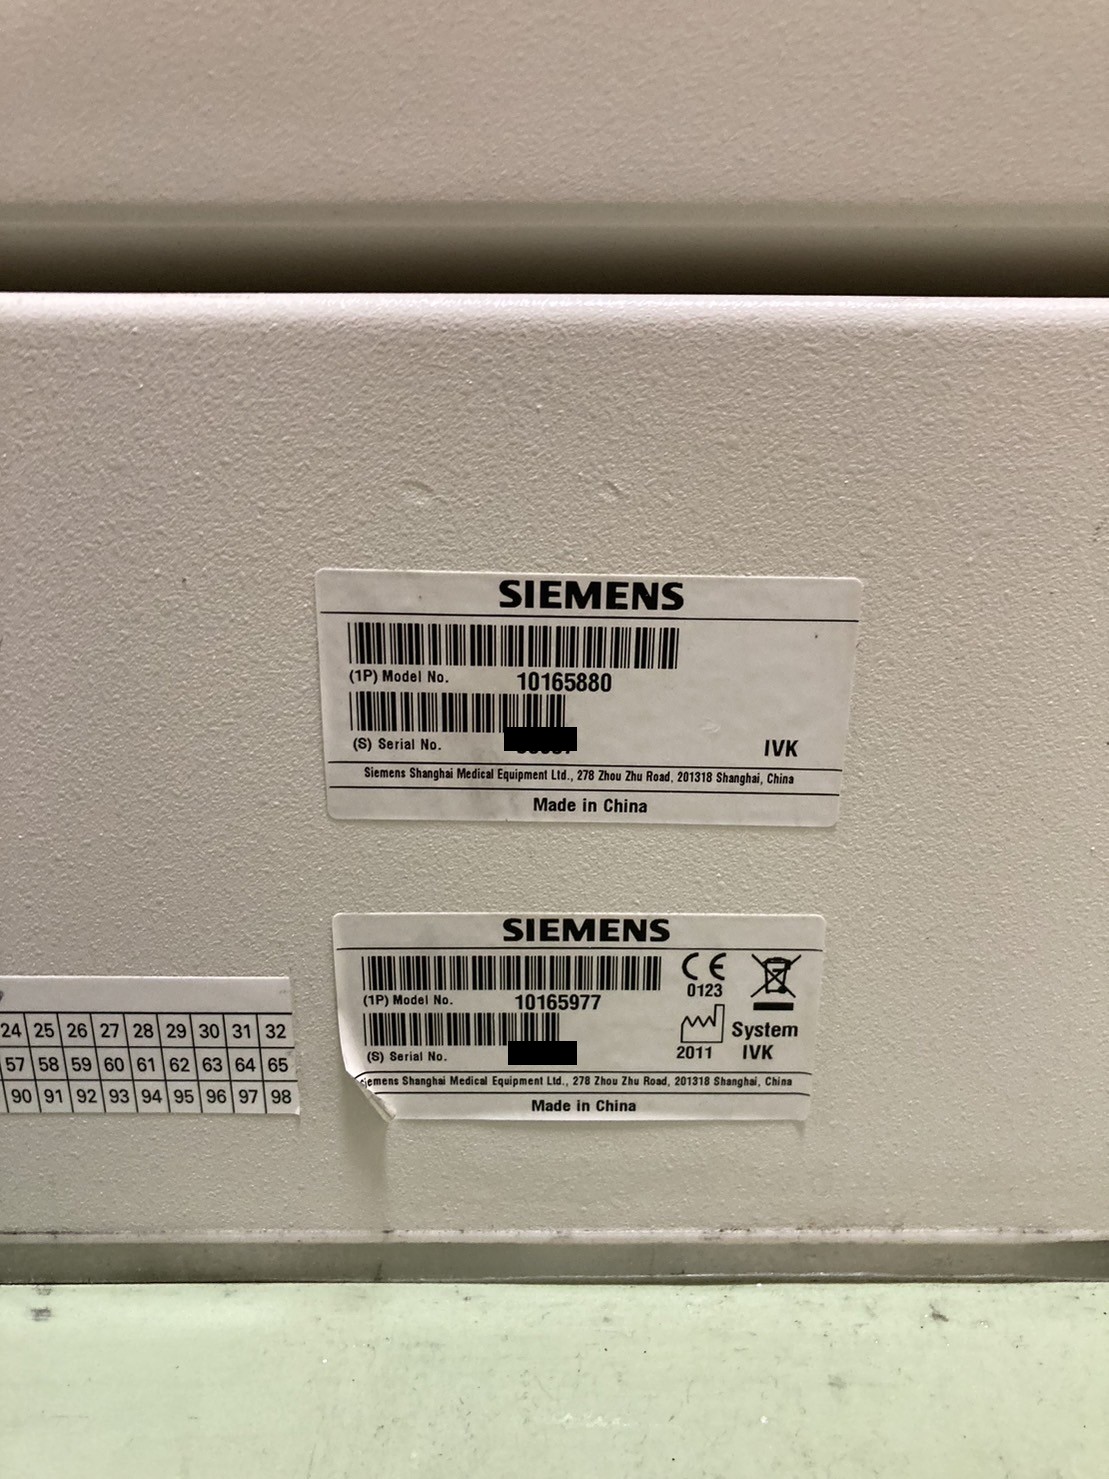 SIEMENS
(1P) Model No. 10165880
(S) Serial No.
IVK
Siemens Shanghai Medical Equipment Ltd., 278 Zhou Zhu Road, 201318 Shanghai, China
Made in China
SIEMENS
(1P) Model No. 10165977
CE
0123
(S) Serial No.
2011
System
IVK
Siemens Shanghai Medical Equipment Ltd., 278 Zhou Zhu Road, 201318 Shanghai, China
Made in China
24 25 26 27 28 29 30 31 32
57 58 59 60 61 62 63 64 65
90 91 92 93 94 95 96 97 98